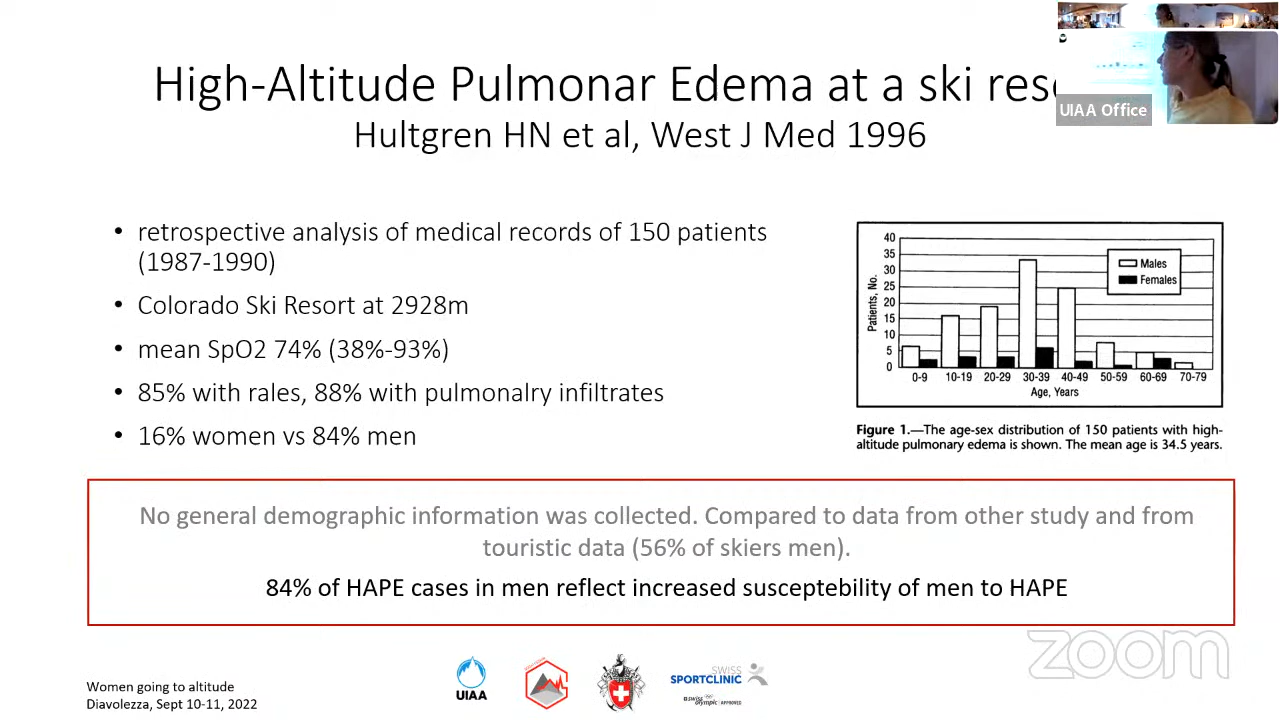 High-Altitude Pulmonar Edema at a ski reso
Hultgren HN et al, West J Med 1996
UIAA Office
• retrospective analysis of medical records of 150 patients
(1987-1990)
• Colorado Ski Resort at 2928m
• mean SpO2 74% (38%-93%)
• 85% with rales, 88% with pulmonalry infiltrates
• 16% women vs 84% men
40
35
30
25
20
15
10
5
0
Patients, No.
Males
Females
0-9 10-19 20-29 30-39 40-49 50-59 60-69 70-79
Age, Years
Figure 1.—The age-sex distribution of 150 patients with high-
altitude pulmonary edema is shown. The mean age is 34.5 years.
No general demographic information was collected. Compared to data from other study and from
touristic data (56% of skiers men).
84% of HAPE cases in men reflect increased susceptebility of men to HAPE
zoom
Women going to altitude
Diavolezza, Sept 10-11, 2022
UIAA
SWISS
SPORTCLINIC
swiss olympic APPROVED